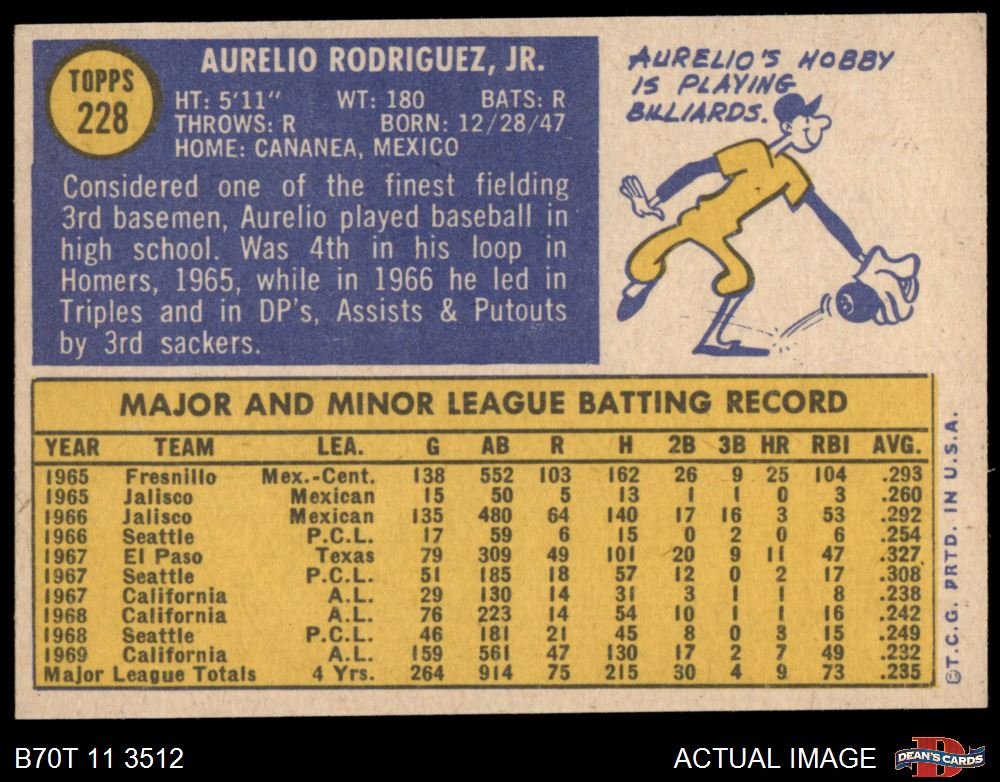 TOPPS
228
AURELIO RODRIGUEZ, JR.
HT: 5'11" WT: 180 BATS: R
THROWS: R BORN: 12/28/47
HOME: CANANEA, MEXICO
Considered one of the finest fielding
3rd basemen, Aurelio played baseball in
high school. Was 4th in his loop in
Homers, 1965, while in 1966 he led in
Triples and in DP's, Assists & Putouts
by 3rd sackers.
AURELIO'S HOBBY
IS PLAYING
BILLIARDS.
MAJOR AND MINOR LEAGUE BATTING RECORD
YEAR TEAM LEA. G AB R H 2B 3B HR RBI AVG.
1965 Fresnillo Mex.-Cent. 138 552 103 162 26 9 25 104 .293
1965 Jalisco Mexican 15 50 5 13 1 1 0 3 .260
1966 Jalisco Mexican 135 480 64 140 17 16 3 53 .292
1966 Seattle P.C.L. 17 59 6 15 0 2 0 6 .254
1967 El Paso Texas 79 309 49 101 20 9 11 47 .327
1967 Seattle P.C.L. 51 185 18 57 12 0 2 17 .308
1967 California A.L. 29 130 14 31 3 1 1 8 .238
1968 California A.L. 76 223 14 54 10 1 1 16 .242
1968 Seattle P.C.L. 46 181 21 45 8 0 3 15 .249
1969 California A.L. 159 561 47 130 17 2 7 49 .232
Major League Totals 4 Yrs. 264 914 75 215 30 4 9 73 .235
©T.C.G. PRTD. IN U.S.A.
B70T 11 3512
ACTUAL IMAGE
D
DEAN'S CARDS